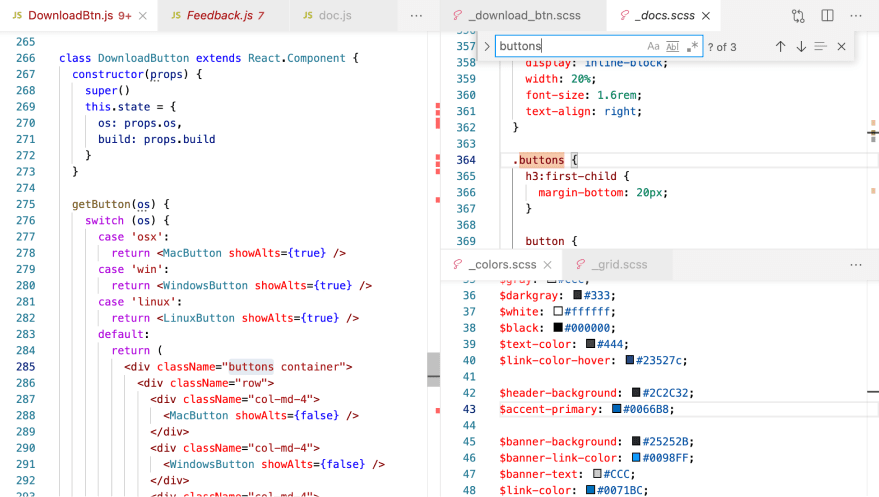 JS DownloadBtn.js 9+ ×
JS Feedback.js 7
JS doc.js
...
265
266 class DownloadButton extends React.Component {
267 constructor(props) {
268 super()
269 this.state = {
270 os: props.os,
271 build: props.build
272 }
273 }
274
275 getButton(os) {
276 switch (os) {
277 case 'osx':
278 return <MacButton showAlts={true} />
279 case 'win':
280 return <WindowsButton showAlts={true} />
281 case 'linux':
282 return <LinuxButton showAlts={true} />
283 default:
284 return (
285 <div className="buttons container">
286 <div className="row">
287 <div className="col-md-4">
288 <MacButton showAlts={false} />
289 </div>
290 <div className="col-md-4">
291 <WindowsButton showAlts={false} />
292 </div>
293 <div className="col-md-4">
_download_btn.scss
_docs.scss ×
...
buttons
Aa Abl .*
? of 3
357
358 display: inline-block;
359 width: 20%;
360 font-size: 1.6rem;
361 text-align: right;
362 }
363
364 .buttons {
365 h3:first-child {
366 margin-bottom: 20px;
367 }
368
369 button {
_colors.scss ×
_grid.scss
...
35 $gray: #CCC;
36 $darkgray: #333;
37 $white: #ffffff;
38 $black: #000000;
39 $text-color: #444;
40 $link-color-hover: #23527c;
41
42 $header-background: #2C2C32;
43 $accent-primary: #0066B8;
44
45 $banner-background: #25252B;
46 $banner-link-color: #0098FF;
47 $banner-text: #CCC;
48 $link-color: #0071BC;